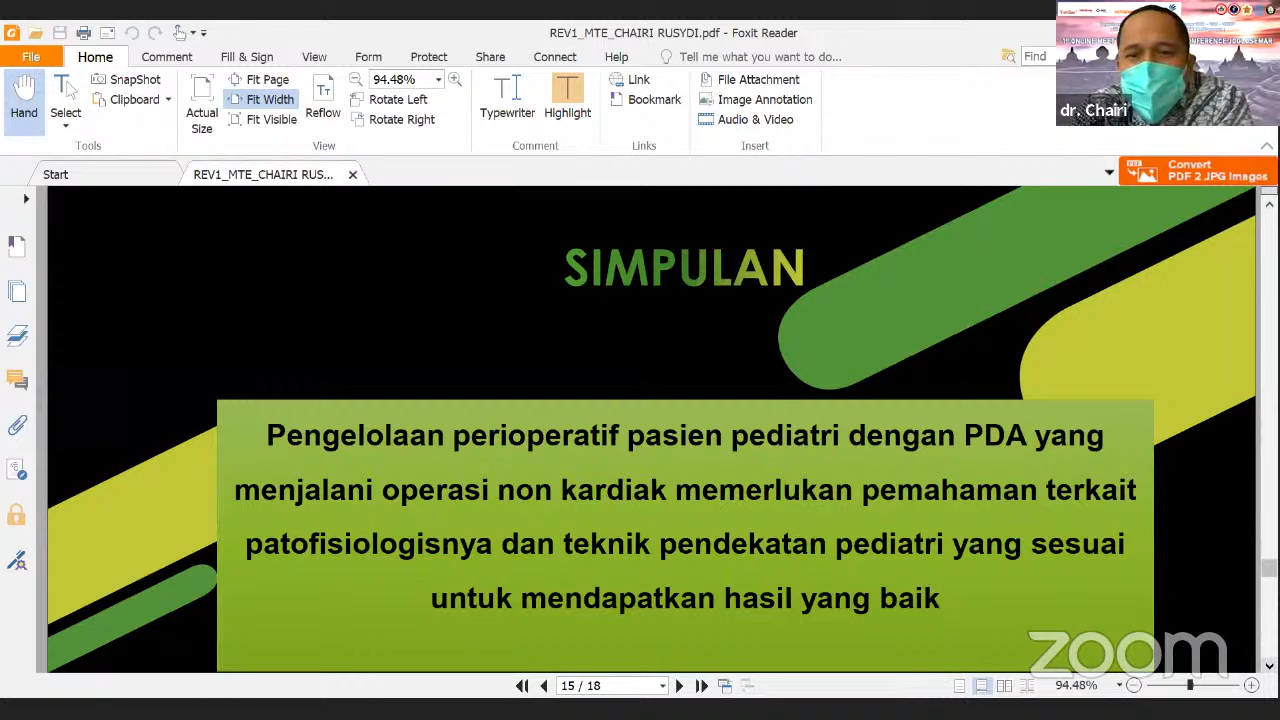 REV1_MTE_CHAIRI RUSYDI.pdf - Foxit Reader
File Home Comment Fill & Sign View Form Protect Share Connect Help Tell me what you want to do... Find
Hand
Select
SnapShot
Clipboard
Tools
Actual Size
Fit Page
Fit Width
Fit Visible
Reflow
94.48%
Rotate Left
Rotate Right
View
Typewriter
Highlight
Comment
Link
Bookmark
Links
File Attachment
Image Annotation
Audio & Video
Insert
dr. Chairi
Start
REV1_MTE_CHAIRI RUS...
Convert
PDF 2 JPG Images
SIMPULAN
Pengelolaan perioperatif pasien pediatri dengan PDA yang
menjalani operasi non kardiak memerlukan pemahaman terkait
patofisiologisnya dan teknik pendekatan pediatri yang sesuai
untuk mendapatkan hasil yang baik
zoom
15 / 18
94.48%